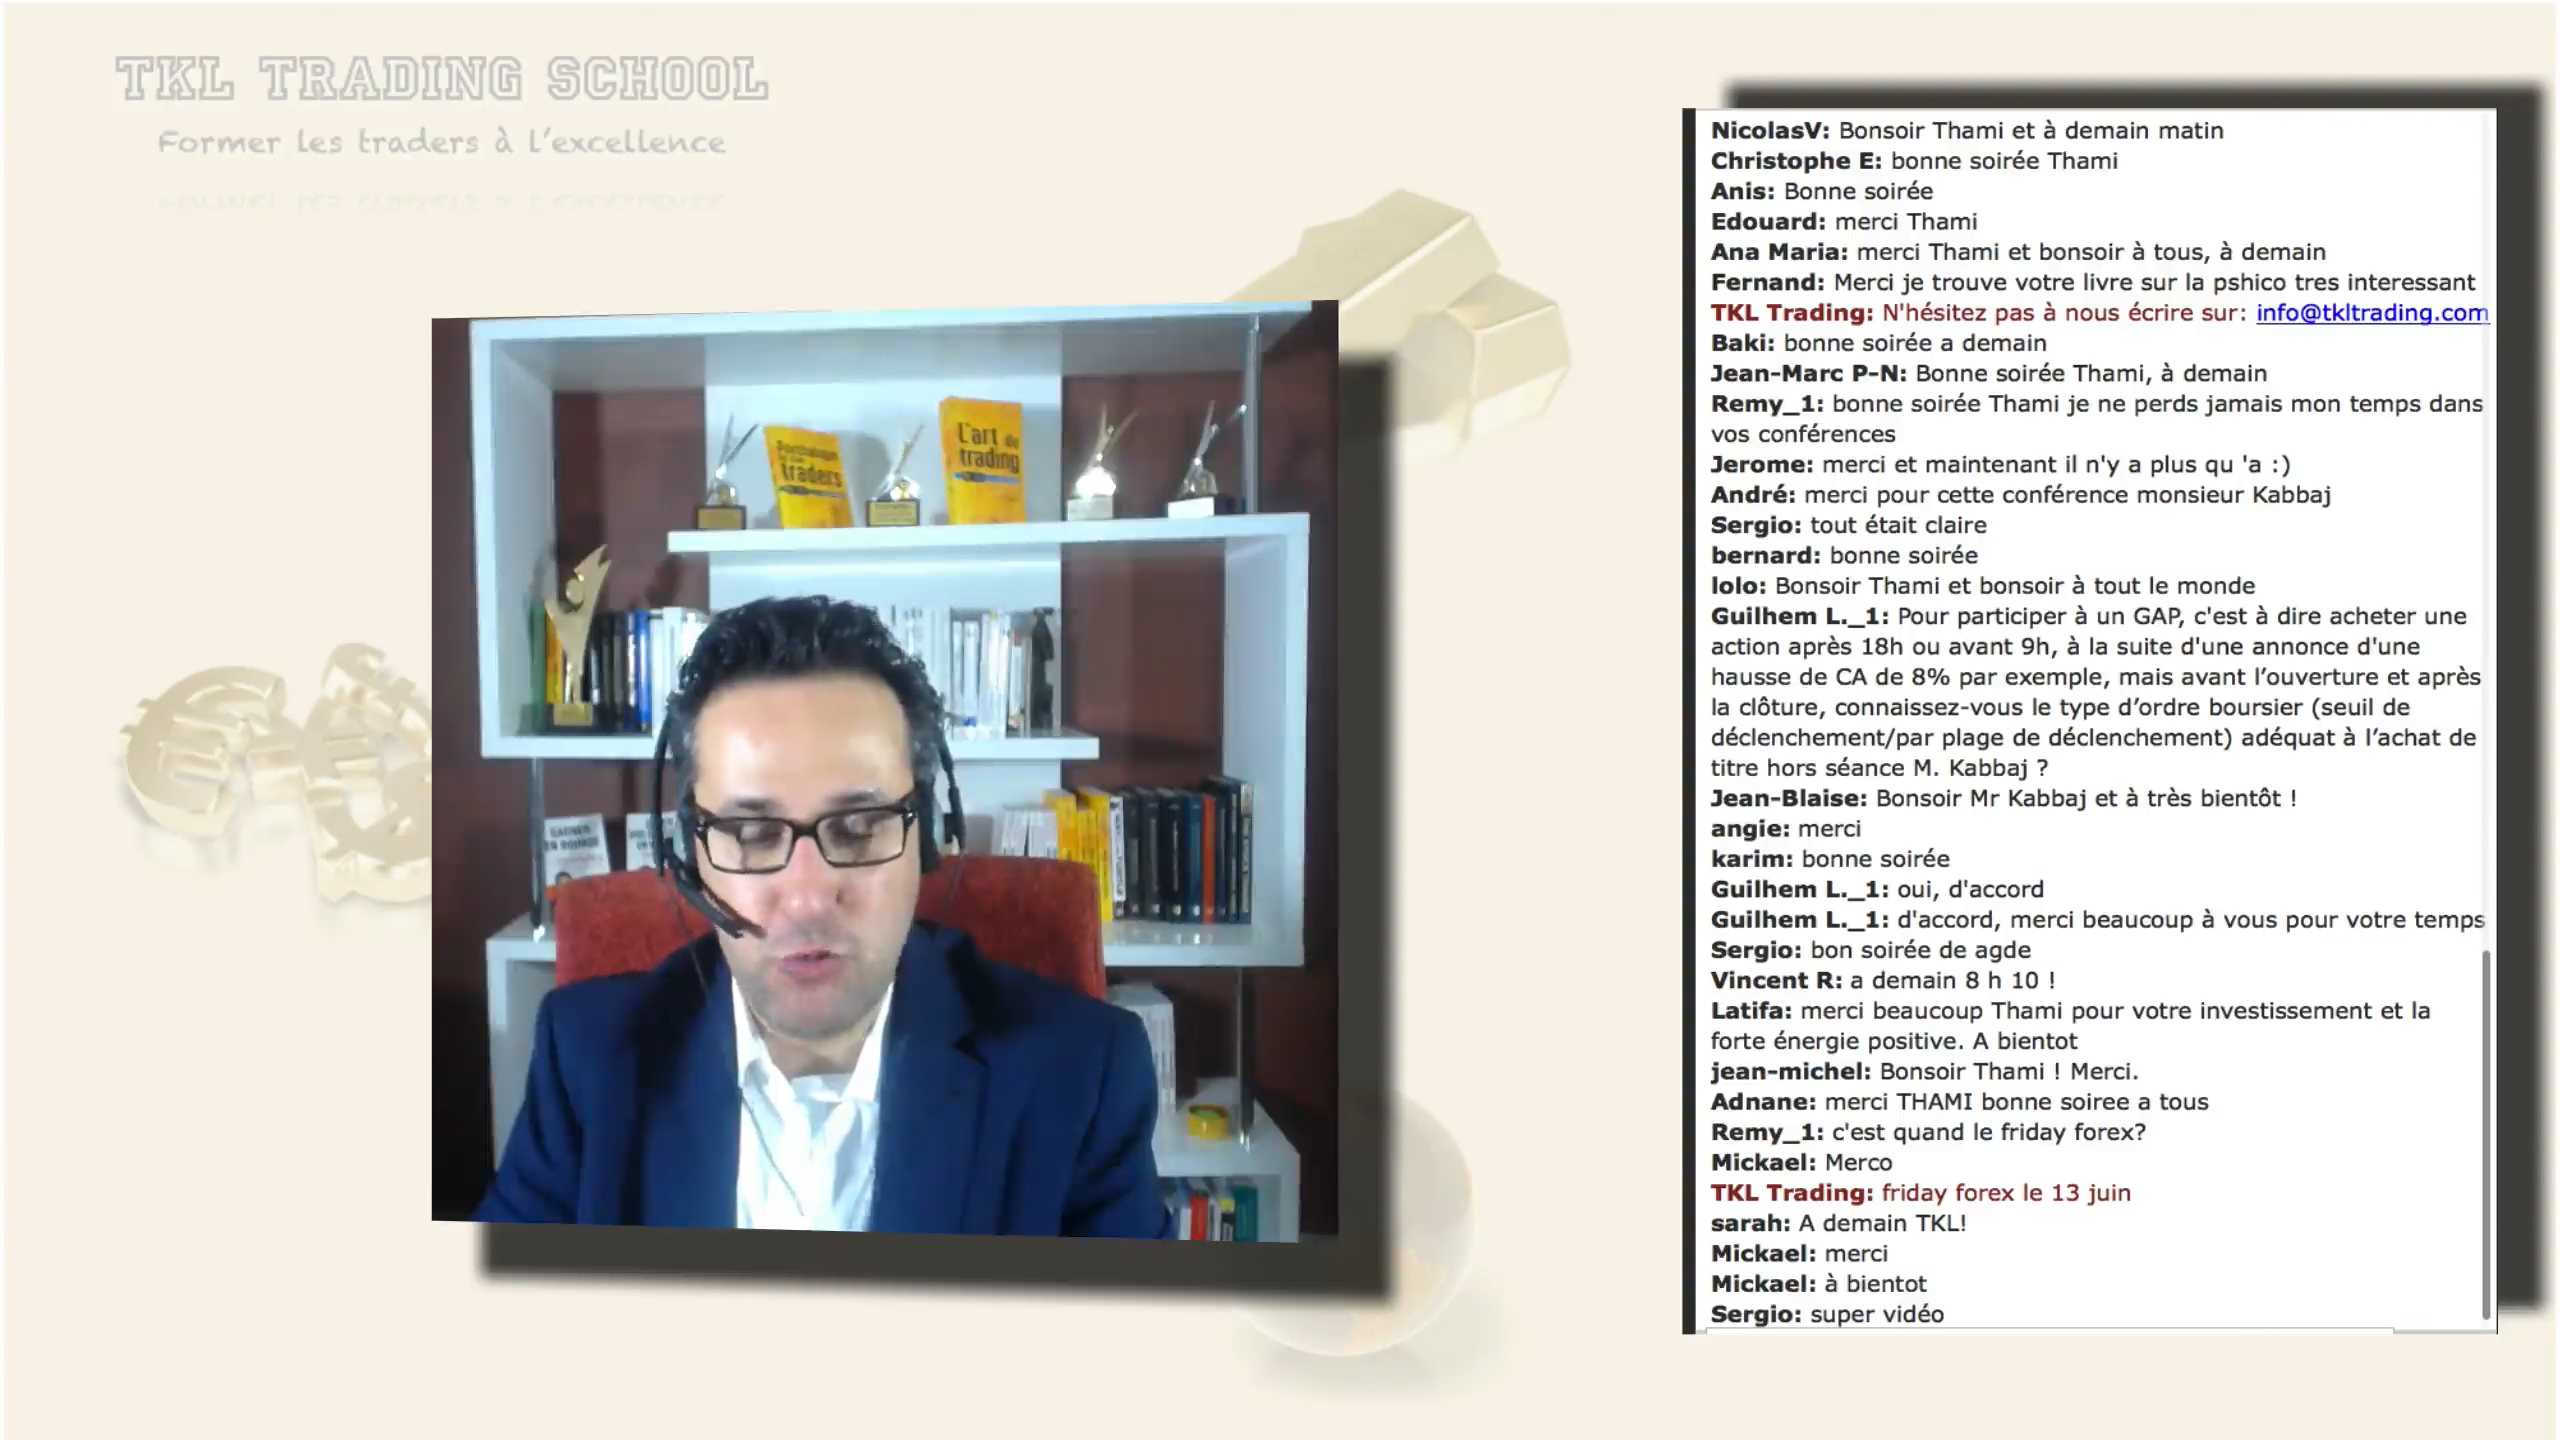 TKL TRADING SCHOOL
Former les traders à l’excellence
Psychologie
traders
L'art du
trading
GAGNER
EN BOURSE
NicolasV: Bonsoir Thami et à demain matin
Christophe E: bonne soirée Thami
Anis: Bonne soirée
Edouard: merci Thami
Ana Maria: merci Thami et bonsoir à tous, à demain
Fernand: Merci je trouve votre livre sur la pshico tres interessant
TKL Trading: N'hésitez pas à nous écrire sur: info@tkltrading.com
Baki: bonne soirée a demain
Jean-Marc P-N: Bonne soirée Thami, à demain
Remy_1: bonne soirée Thami je ne perds jamais mon temps dans
vos conférences
Jerome: merci et maintenant il n'y a plus qu 'a :)
André: merci pour cette conférence monsieur Kabbaj
Sergio: tout était claire
bernard: bonne soirée
lolo: Bonsoir Thami et bonsoir à tout le monde
Guilhem L._1: Pour participer à un GAP, c'est à dire acheter une
action après 18h ou avant 9h, à la suite d'une annonce d'une
hausse de CA de 8% par exemple, mais avant l’ouverture et après
la clôture, connaissez-vous le type d’ordre boursier (seuil de
déclenchement/par plage de déclenchement) adéquat à l’achat de
titre hors séance M. Kabbaj ?
Jean-Blaise: Bonsoir Mr Kabbaj et à très bientôt !
angie: merci
karim: bonne soirée
Guilhem L._1: oui, d'accord
Guilhem L._1: d'accord, merci beaucoup à vous pour votre temps
Sergio: bon soirée de agde
Vincent R: a demain 8 h 10 !
Latifa: merci beaucoup Thami pour votre investissement et la
forte énergie positive. A bientot
jean-michel: Bonsoir Thami ! Merci.
Adnane: merci THAMI bonne soiree a tous
Remy_1: c'est quand le friday forex?
Mickael: Merco
TKL Trading: friday forex le 13 juin
sarah: A demain TKL!
Mickael: merci
Mickael: à bientot
Sergio: super vidéo